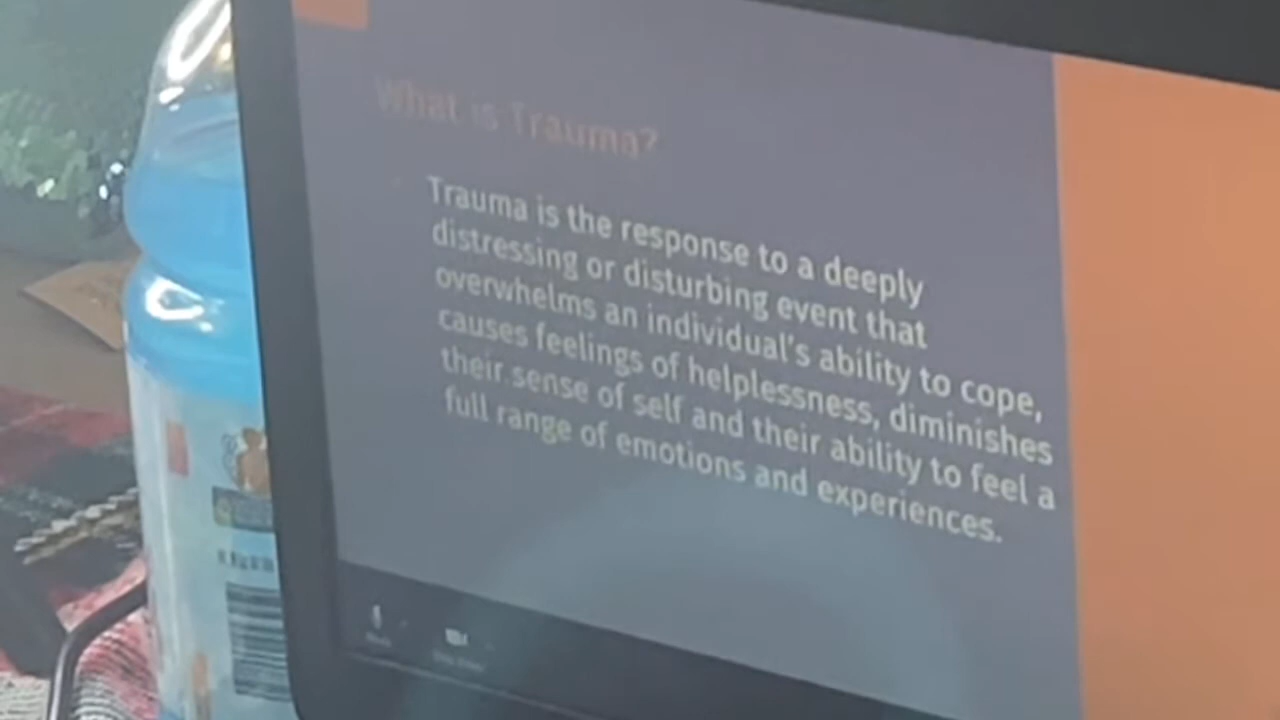 What is Trauma?
Trauma is the response to a deeply
distressing or disturbing event that
overwhelms an individual's ability to cope,
causes feelings of helplessness, diminishes
their sense of self and their ability to feel a
full range of emotions and experiences.